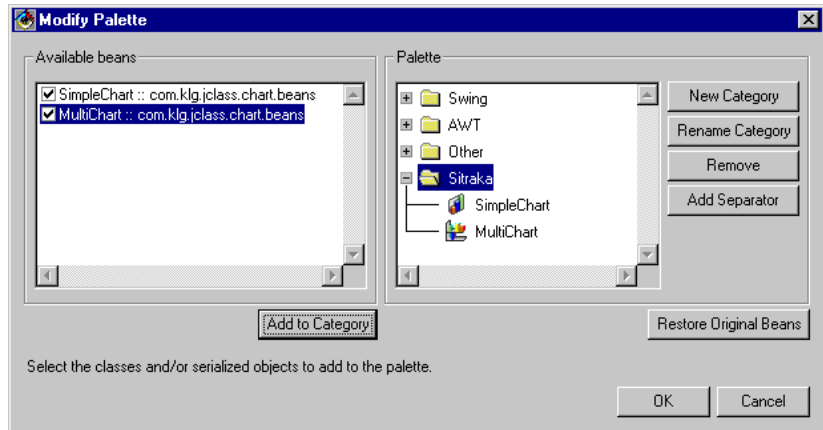 Modify Palette
Available beans
SimpleChart :: com.klg.jclass.chart.beans
MultiChart :: com.klg.jclass.chart.beans
Add to Category
Palette
Swing
AWT
Other
Sitraka
SimpleChart
MultiChart
New Category
Rename Category
Remove
Add Separator
Restore Original Beans
Select the classes and/or serialized objects to add to the palette.
OK
Cancel